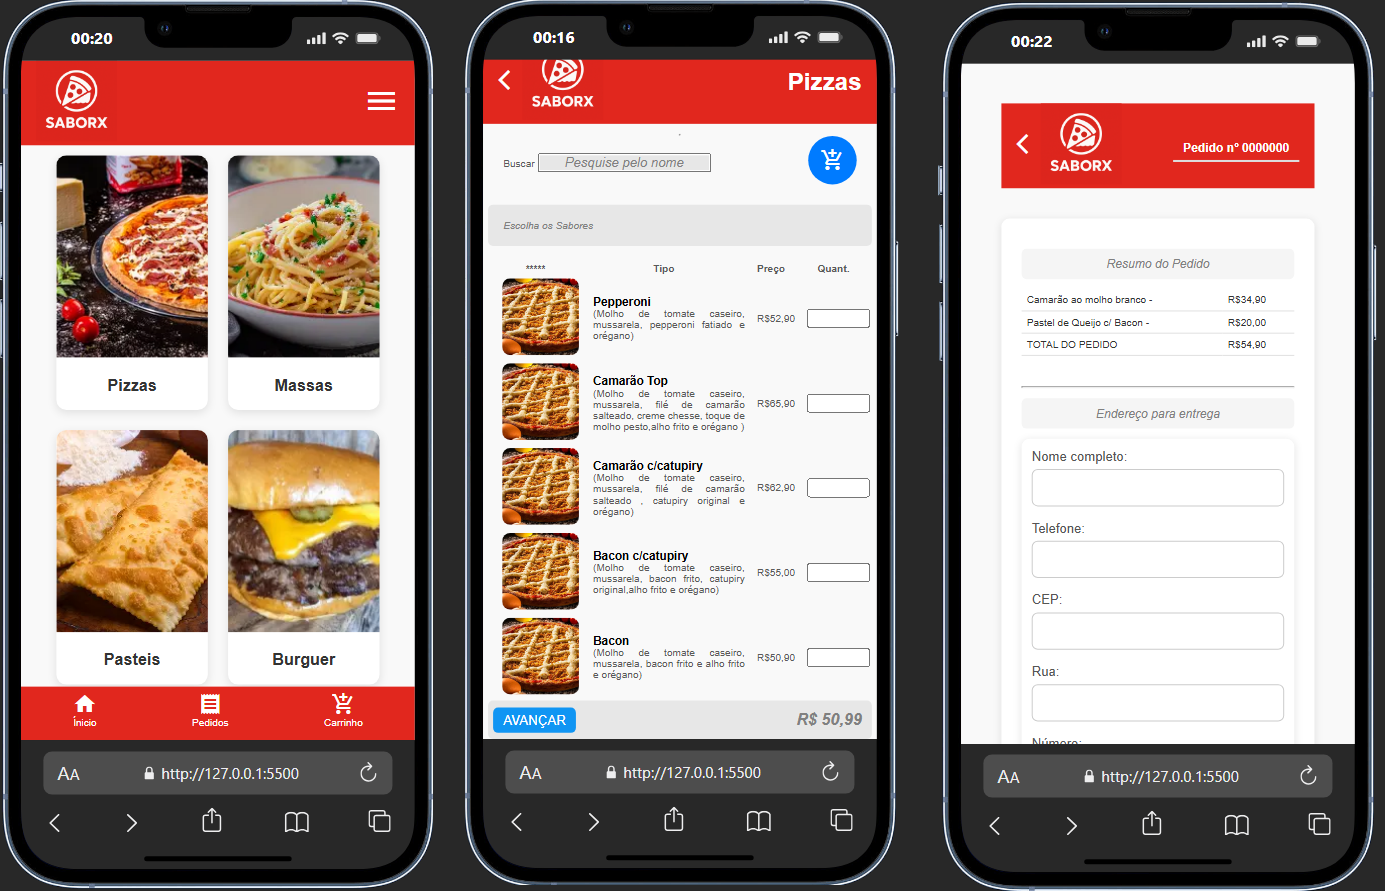 00:20
SABORX
Pizzas
Massas
Pasteis
Burguer
Ínicio
Pedidos
Carrinho
AA
http://127.0.0.1:5500
00:16
SABORX
Pizzas
Buscar
Pesquise pelo nome
Escolha os Sabores
*****
Tipo
Preço
Quant.
Pepperoni
(Molho de tomate caseiro,
mussarela, pepperoni fatiado e
orégano)
R$52,90
Camarão Top
(Molho de tomate caseiro,
mussarela, filé de camarão
salteado, creme chesse, toque de
molho pesto,alho frito e orégano )
R$65,90
Camarão c/catupiry
(Molho de tomate caseiro,
mussarela, filé de camarão
salteado , catupiry original e
orégano)
R$62,90
Bacon c/catupiry
(Molho de tomate caseiro,
mussarela, bacon frito, catupiry
original,alho frito e orégano)
R$55,00
Bacon
(Molho de tomate caseiro,
mussarela, bacon frito e alho frito
e orégano)
R$50,90
AVANÇAR
R$ 50,99
AA
http://127.0.0.1:5500
00:22
SABORX
Pedido nº 0000000
Resumo do Pedido
Camarão ao molho branco - R$34,90
Pastel de Queijo c/ Bacon - R$20,00
TOTAL DO PEDIDO R$54,90
Endereço para entrega
Nome completo:
Telefone:
CEP:
Rua:
Número:
AA
http://127.0.0.1:5500